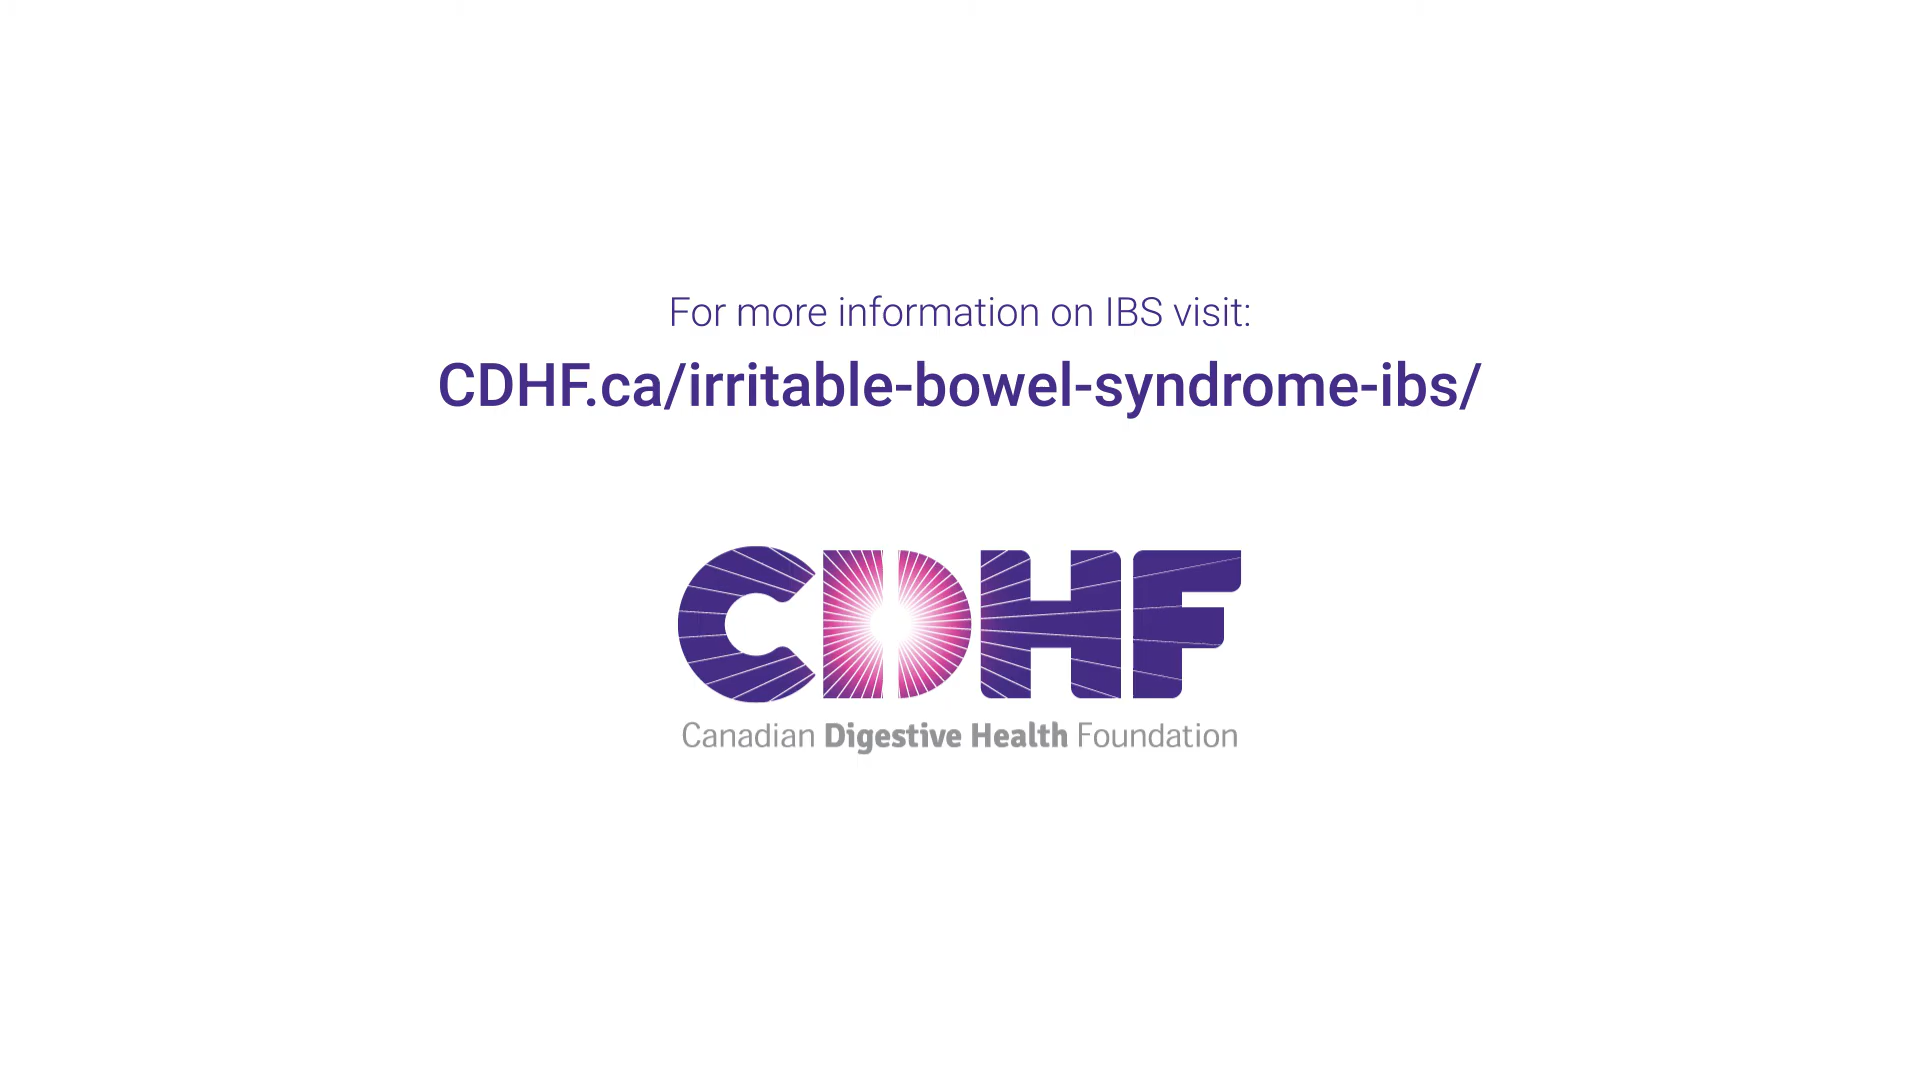 For more information on IBS visit:
CDHF.ca/irritable-bowel-syndrome-ibs/
CDHF
Canadian Digestive Health Foundation